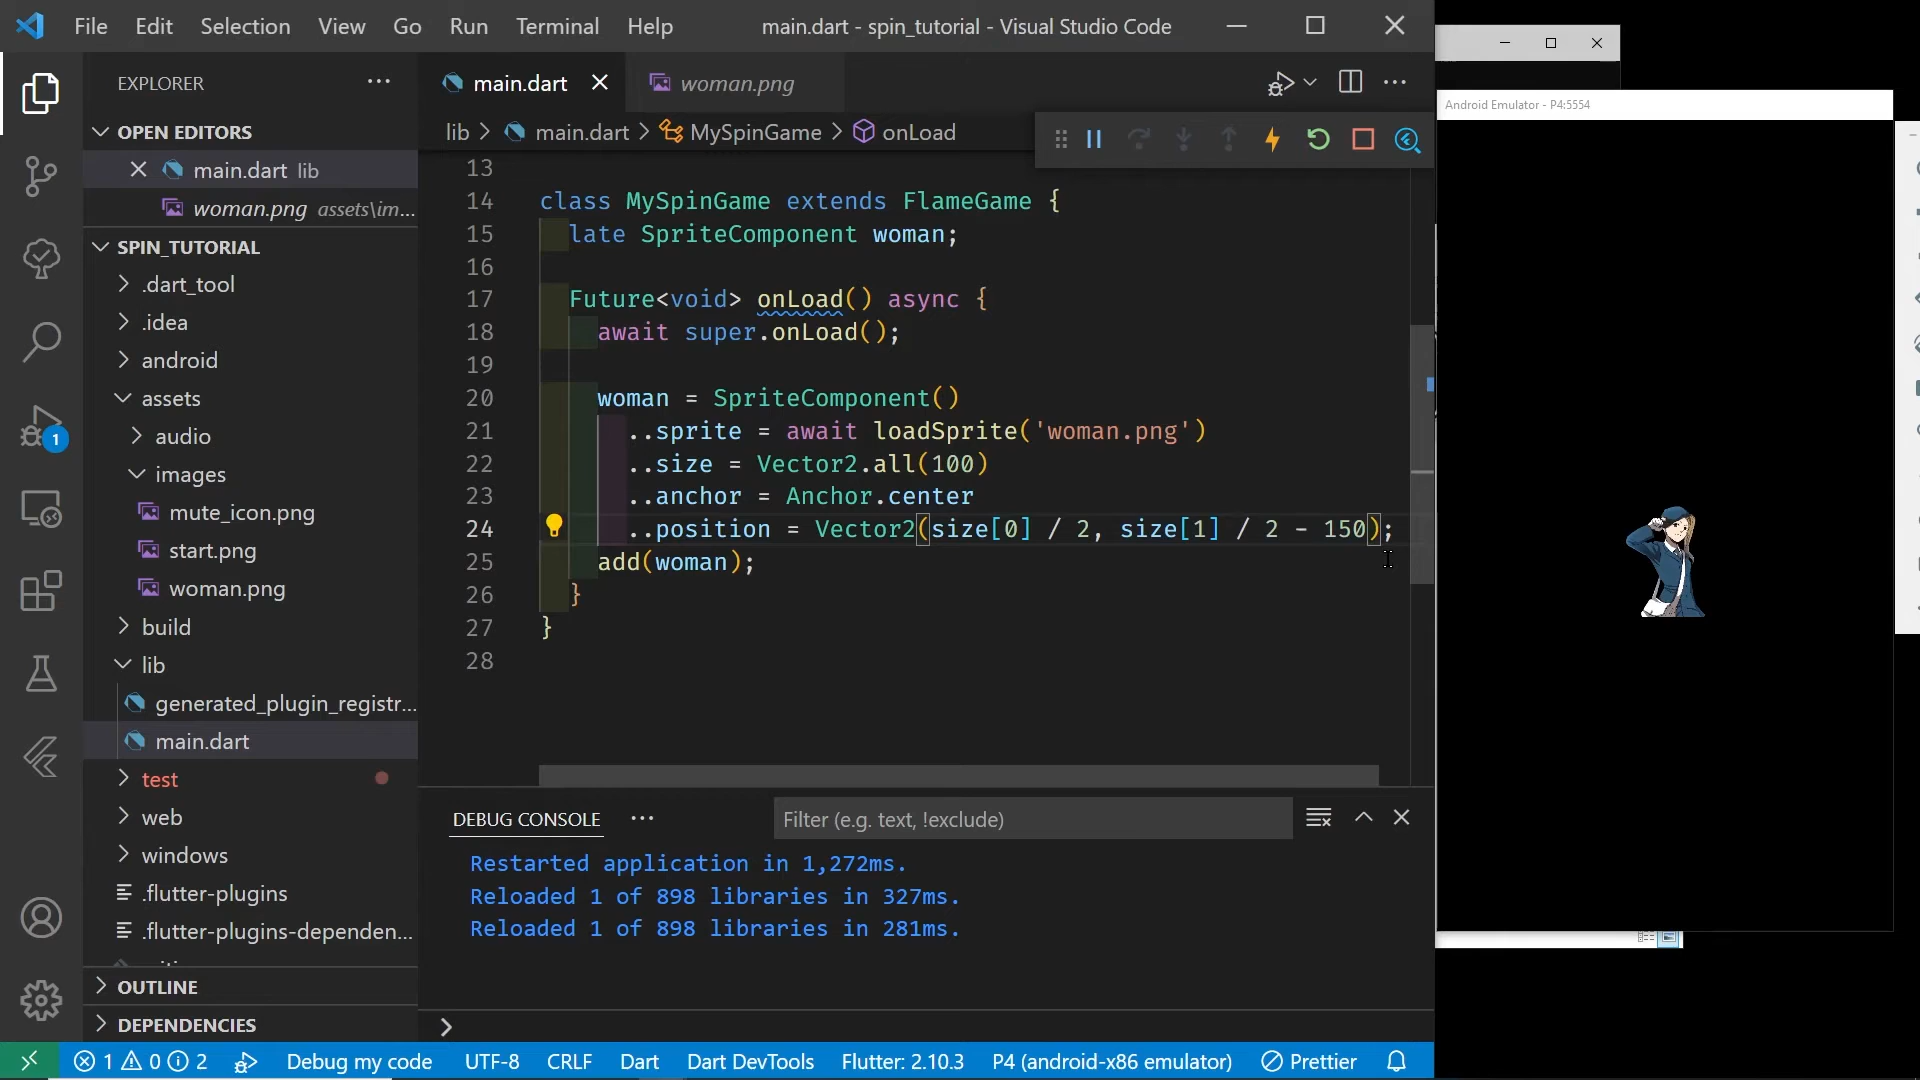 File Edit Selection View Go Run Terminal Help
main.dart - spin_tutorial - Visual Studio Code
EXPLORER
OPEN EDITORS
main.dart lib
woman.png assets\im...
SPIN_TUTORIAL
.dart_tool
.idea
android
assets
audio
images
mute_icon.png
start.png
woman.png
build
lib
generated_plugin_registr...
main.dart
test
web
windows
.flutter-plugins
.flutter-plugins-dependen...
OUTLINE
DEPENDENCIES
1
main.dart
woman.png
lib > main.dart > MySpinGame > onLoad
13
14 class MySpinGame extends FlameGame {
15 late SpriteComponent woman;
16
17 Future<void> onLoad() async {
18 await super.onLoad();
19
20 woman = SpriteComponent()
21 ..sprite = await loadSprite('woman.png')
22 ..size = Vector2.all(100)
23 ..anchor = Anchor.center
24 ..position = Vector2(size[0] / 2, size[1] / 2 - 150);
25 add(woman);
26 }
27 }
28
DEBUG CONSOLE
Filter (e.g. text, !exclude)
Restarted application in 1,272ms.
Reloaded 1 of 898 libraries in 327ms.
Reloaded 1 of 898 libraries in 281ms.
1 0 2 Debug my code UTF-8 CRLF Dart Dart DevTools Flutter: 2.10.3 P4 (android-x86 emulator) Prettier
Android Emulator - P4:5554